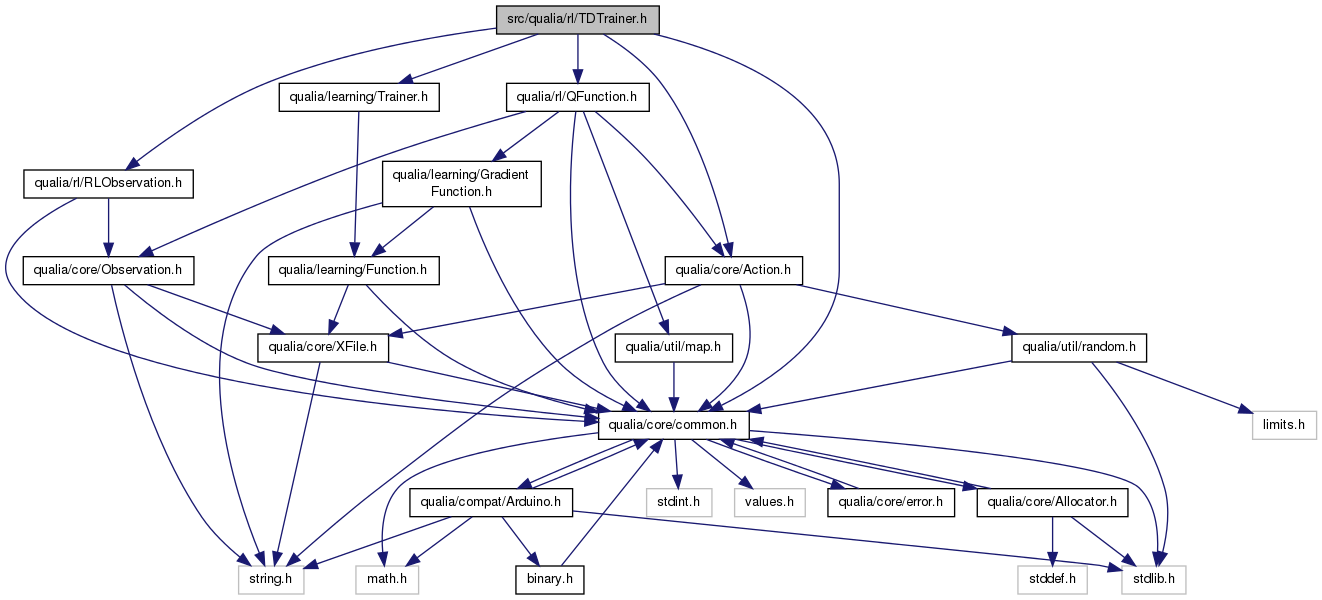 src/qualia/rl/TDTrainer.h
qualia/learning/Trainer.h
qualia/rl/QFunction.h
qualia/rl/RLObservation.h
qualia/learning/Gradient
Function.h
qualia/core/Observation.h
qualia/learning/Function.h
qualia/core/Action.h
qualia/core/XFile.h
qualia/util/map.h
qualia/util/random.h
qualia/core/common.h
limits.h
qualia/compat/Arduino.h
stdint.h
values.h
qualia/core/error.h
qualia/core/Allocator.h
string.h
math.h
binary.h
stddef.h
stdlib.h